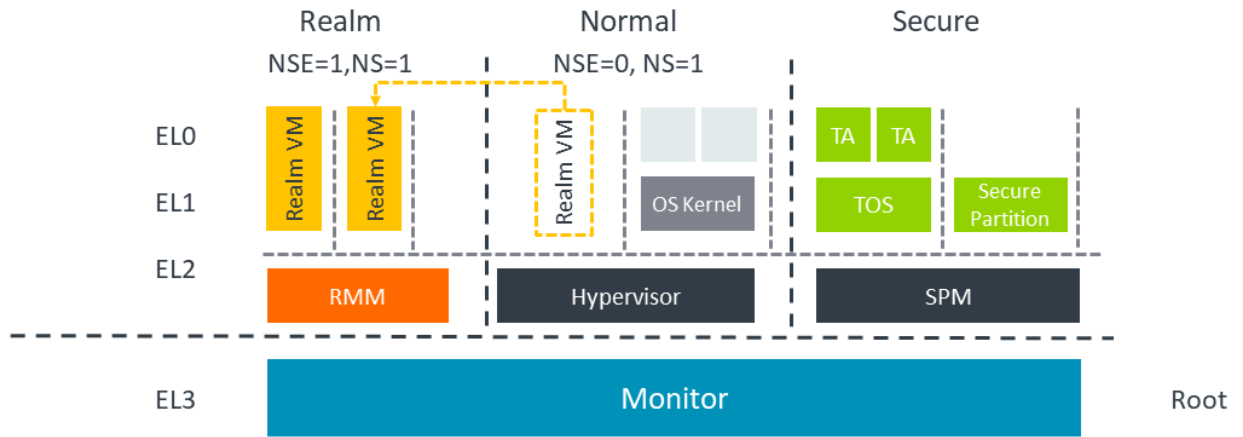 Realm Normal Secure
NSE=1,NS=1 NSE=0, NS=1
EL0 Realm VM Realm VM Realm VM TA TA
EL1 OS Kernel TOS Secure
Partition
EL2 RMM Hypervisor SPM
EL3 Monitor Root